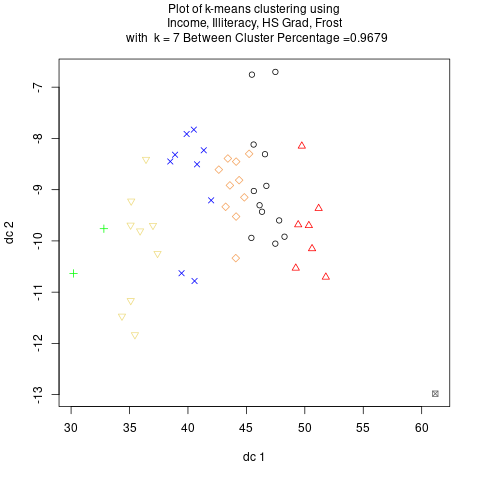 Plot of k-means clustering using
Income, Illiteracy, HS Grad, Frost
with k = 7 Between Cluster Percentage =0.9679
dc 2
-7
-8
-9
-10
-11
-12
-13
30
35
40
45
50
55
60
dc 1